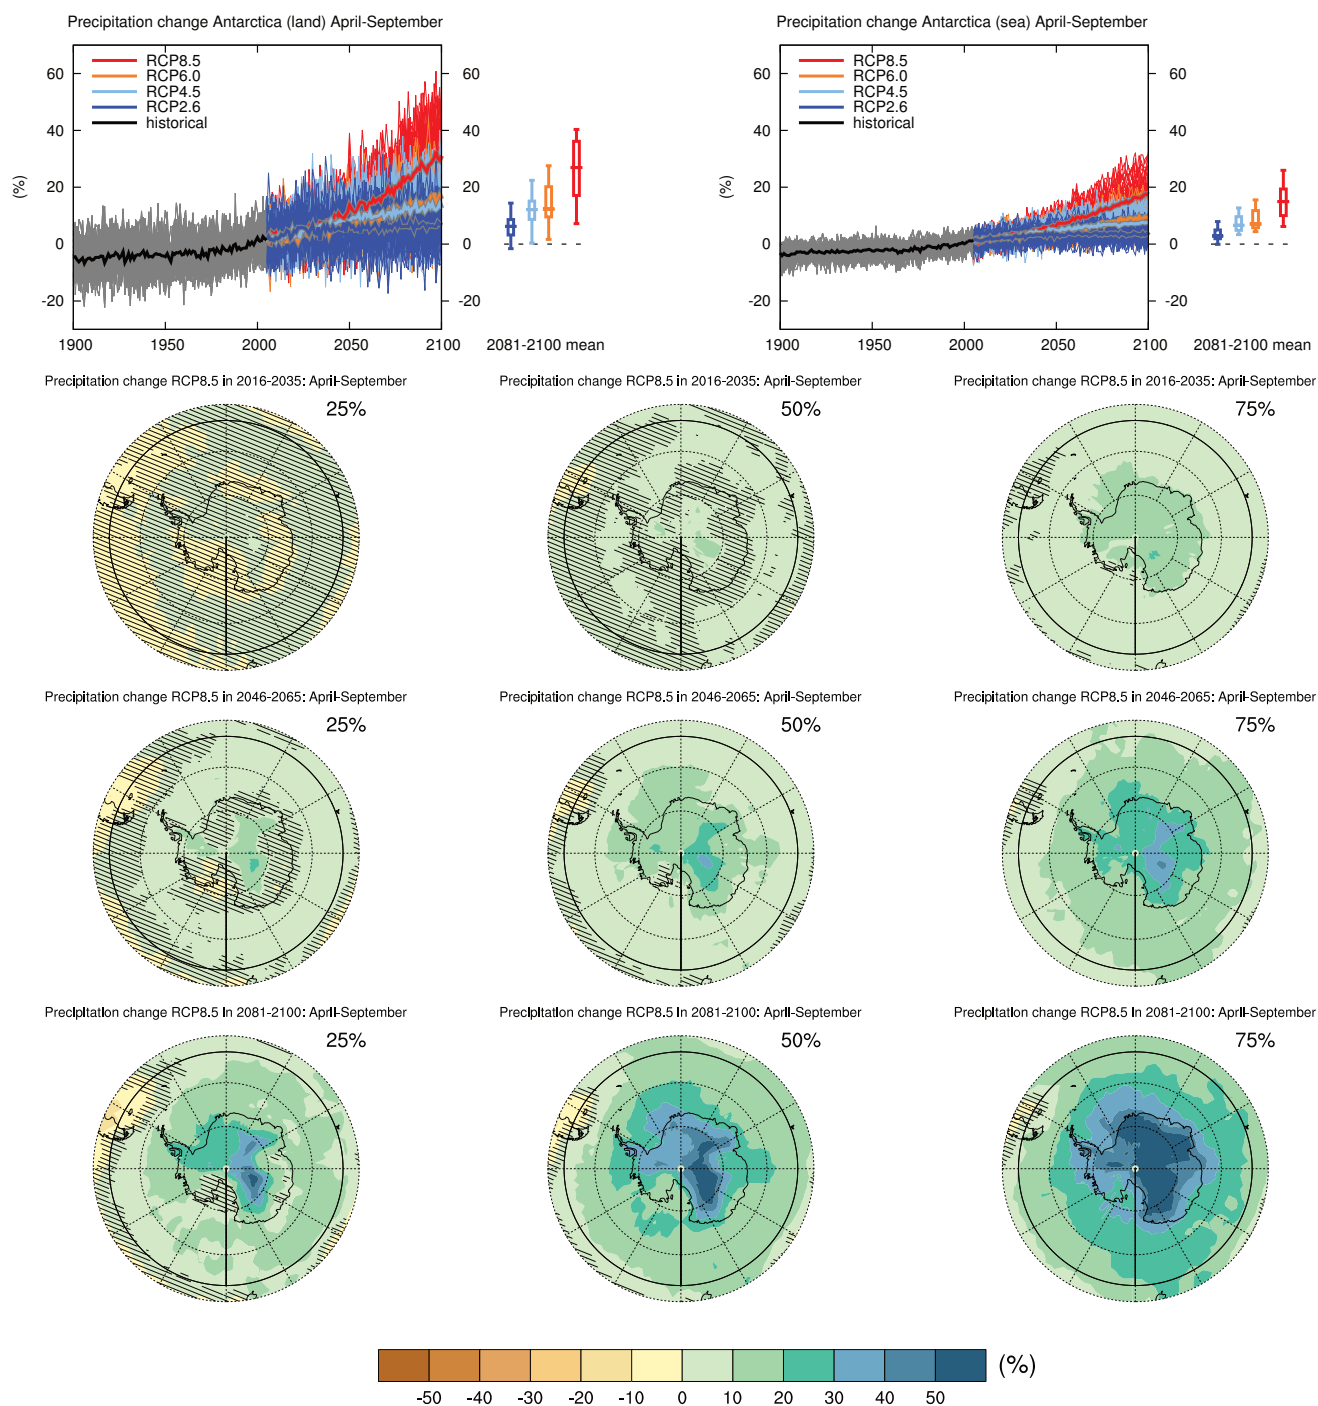 Precipitation change Antarctica (land) April-September
Precipitation change Antarctica (sea) April-September
(%)
60
40
20
0
-20
RCP8.5
RCP6.0
RCP4.5
RCP2.6
historical
60
40
20
0
-20
1900
1950
2000
2050
2100
2081-2100 mean
(%)
60
40
20
0
-20
RCP8.5
RCP6.0
RCP4.5
RCP2.6
historical
60
40
20
0
-20
1900
1950
2000
2050
2100
2081-2100 mean
Precipitation change RCP8.5 in 2016-2035: April-September
25%
Precipitation change RCP8.5 in 2016-2035: April-September
50%
Precipitation change RCP8.5 in 2016-2035: April-September
75%
Precipitation change RCP8.5 in 2046-2065: April-September
25%
Precipitation change RCP8.5 in 2046-2065: April-September
50%
Precipitation change RCP8.5 in 2046-2065: April-September
75%
Precipitation change RCP8.5 in 2081-2100: April-September
25%
Precipitation change RCP8.5 in 2081-2100: April-September
50%
Precipitation change RCP8.5 in 2081-2100: April-September
75%
(%)
-50 -40 -30 -20 -10 0 10 20 30 40 50